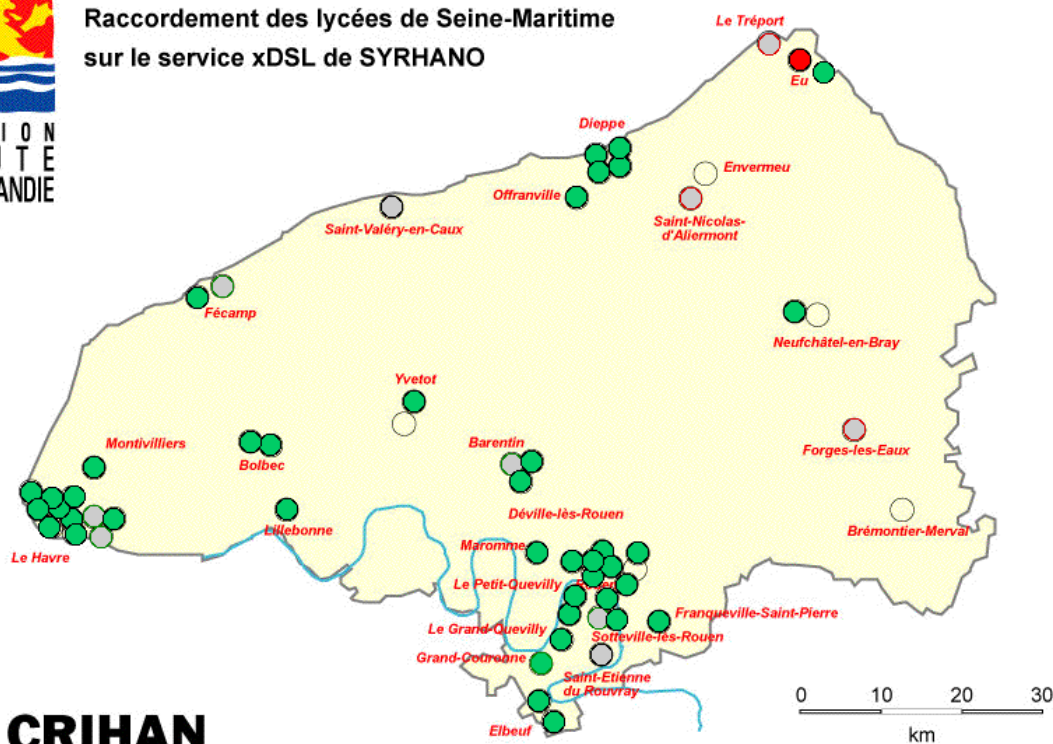 Raccordement des lycées de Seine-Maritime
sur le service xDSL de SYRHANO
I O N
U T E
ANDIE
Le Tréport
Eu
Dieppe
Envermeu
Offranville
Saint-Nicolas-
d'Aliermont
Saint-Valéry-en-Caux
Fécamp
Neufchâtel-en-Bray
Yvetot
Montivilliers
Barentin
Forges-les-Eaux
Bolbec
Déville-lès-Rouen
Lillebonne
Brémontier-Merval
Le Havre
Maromme
Le Petit-Quevilly
Franqueville-Saint-Pierre
Le Grand-Quevilly
Sotteville-lès-Rouen
Grand-Couronne
Saint-Etienne
du Rouvray
Elbeuf
0 10 20 30
km
CRIHAN